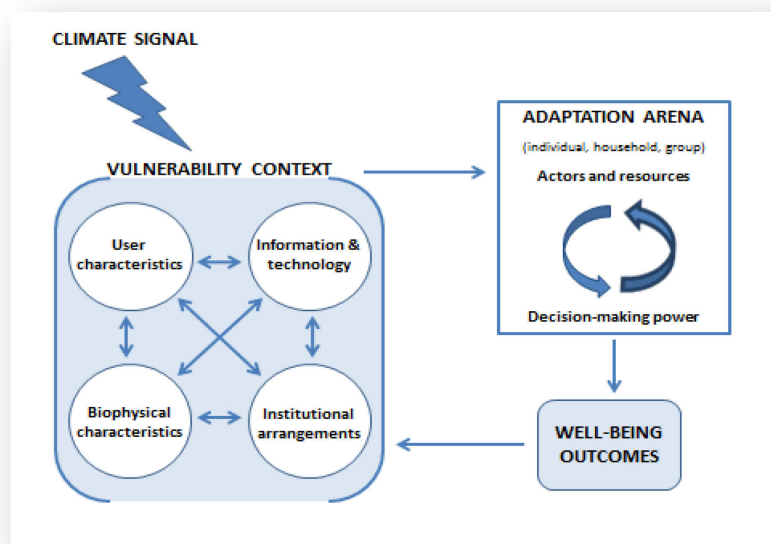 CLIMATE SIGNAL
VULNERABILITY CONTEXT
User
characteristics
Information &
technology
Biophysical
characteristics
Institutional
arrangements
ADAPTATION ARENA
(individual, household, group)
Actors and resources
Decision-making power
WELL-BEING
OUTCOMES